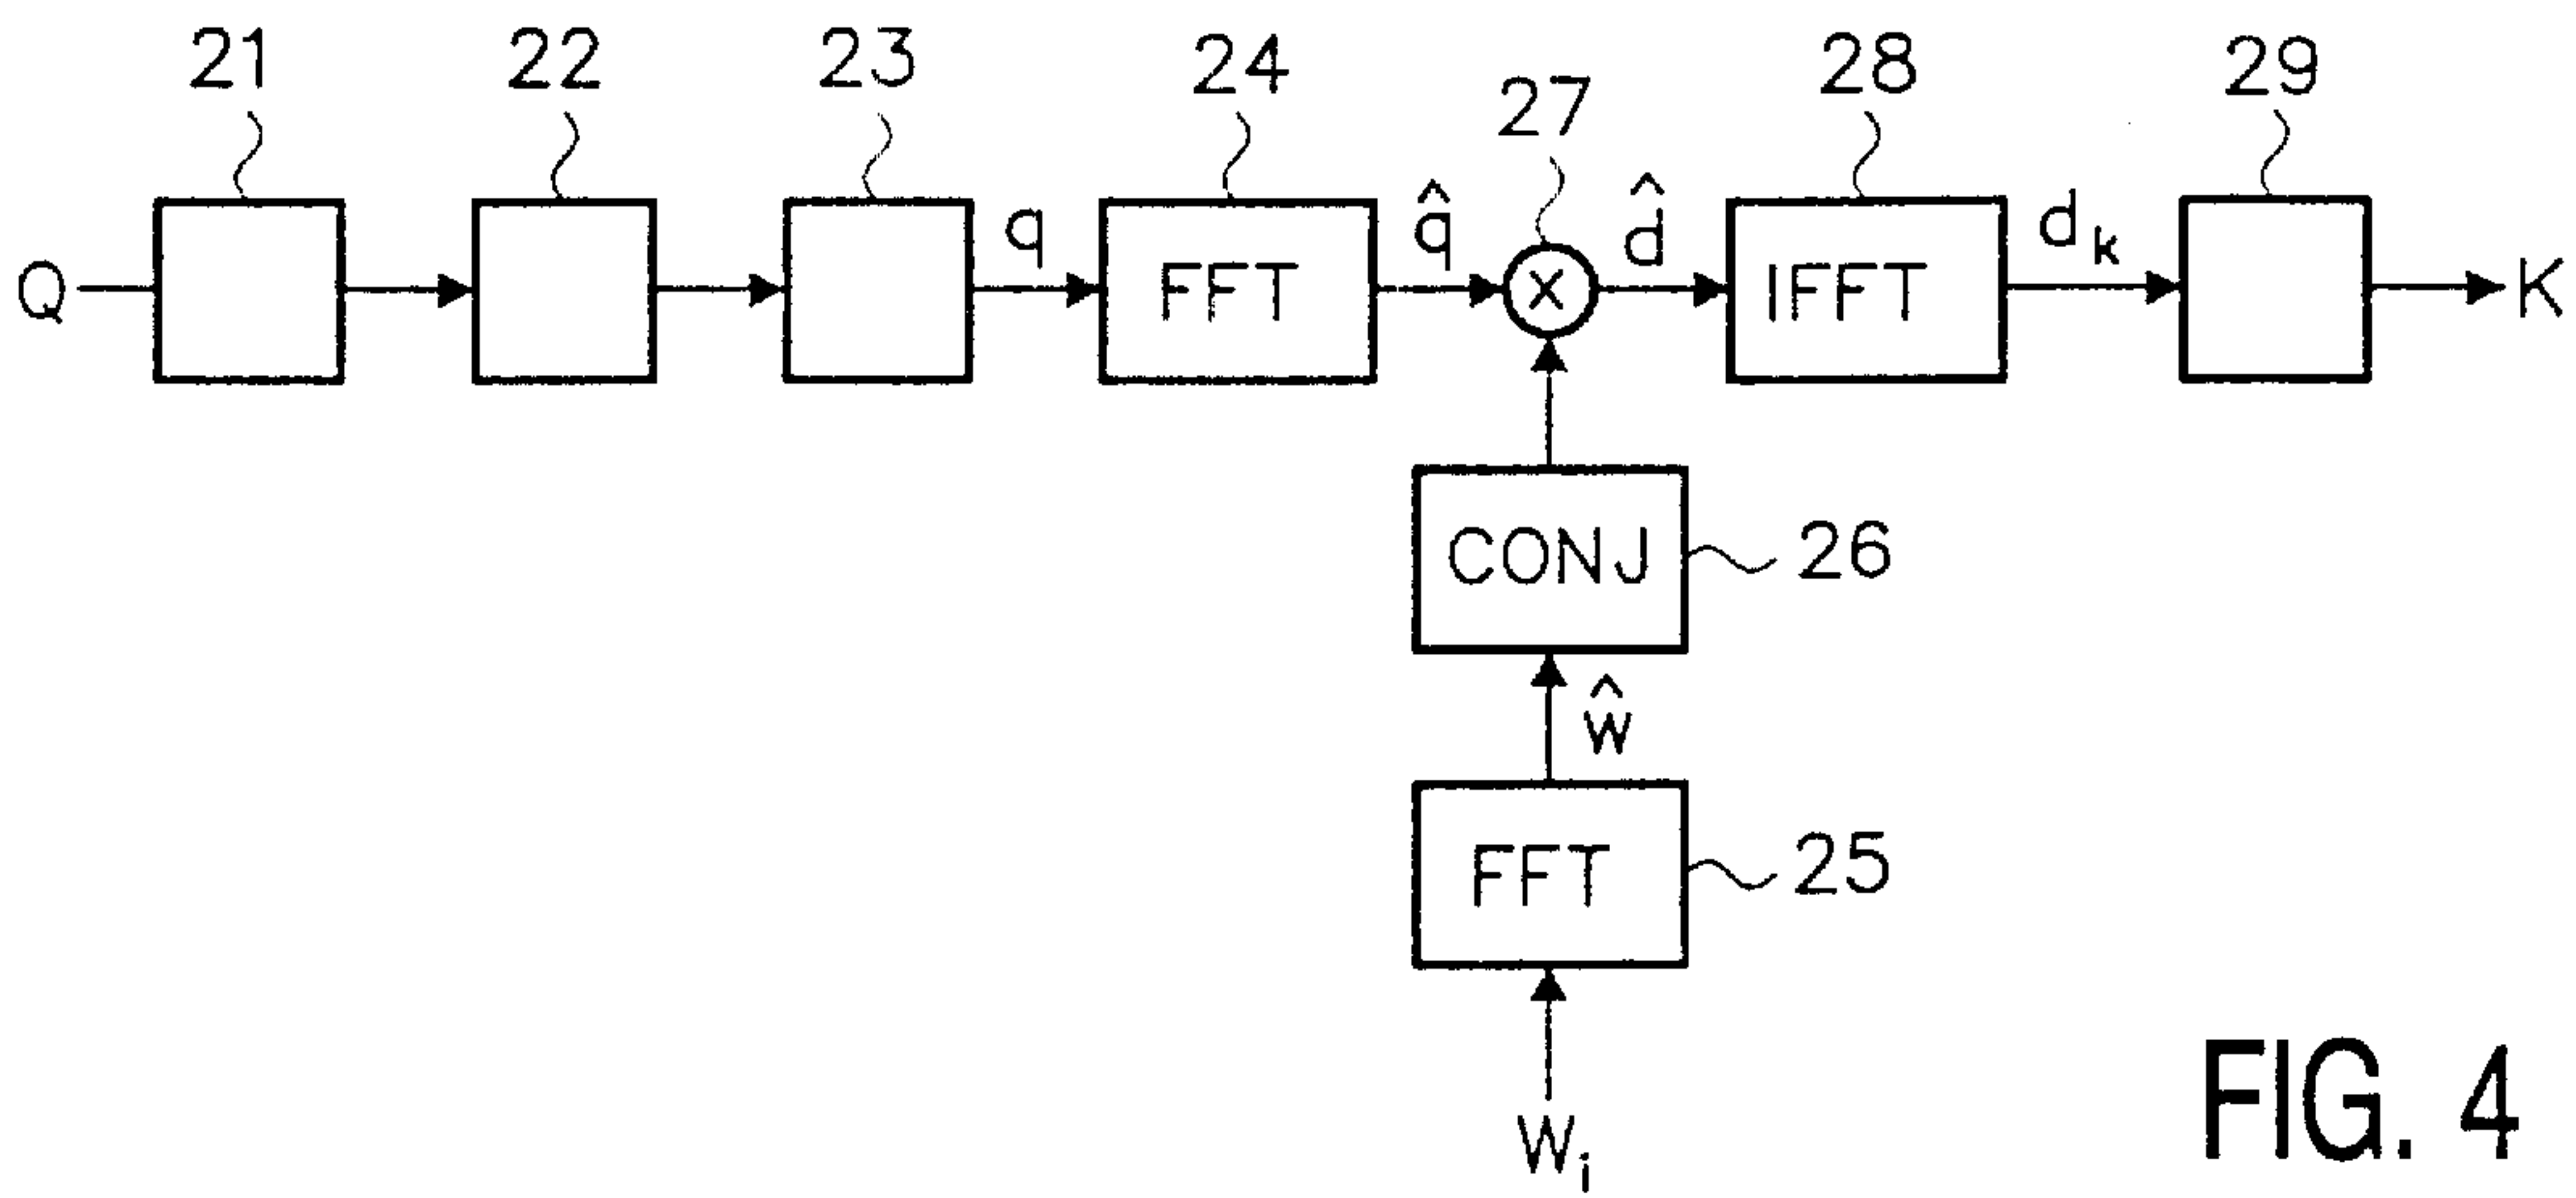 21 22 23 24 27 28 29
Q q FFT q̂ X d̂ IFFT d_k K
CONJ 26
ŵ
FFT 25
W_i
FIG. 4